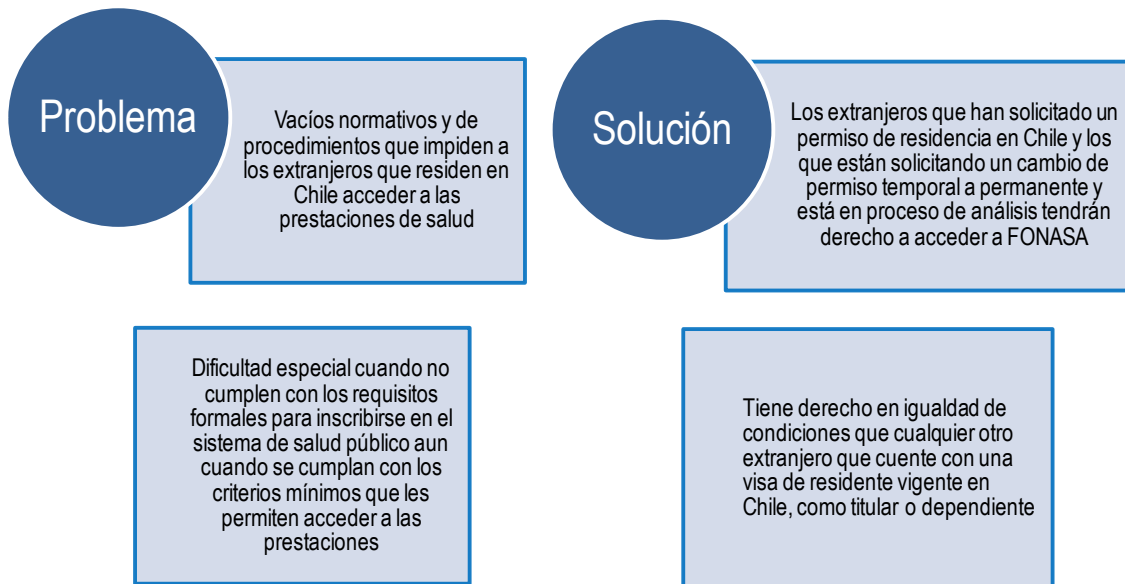 Problema
Vacíos normativos y de
procedimientos que impiden a
los extranjeros que residen en
Chile acceder a las
prestaciones de salud
Dificultad especial cuando no
cumplen con los requisitos
formales para inscribirse en el
sistema de salud público aun
cuando se cumplan con los
criterios mínimos que les
permiten acceder a las
prestaciones
Solución
Los extranjeros que han solicitado un
permiso de residencia en Chile y los
que están solicitando un cambio de
permiso temporal a permanente y
está en proceso de análisis tendrán
derecho a acceder a FONASA
Tiene derecho en igualdad de
condiciones que cualquier otro
extranjero que cuente con una
visa de residente vigente en
Chile, como titular o dependiente